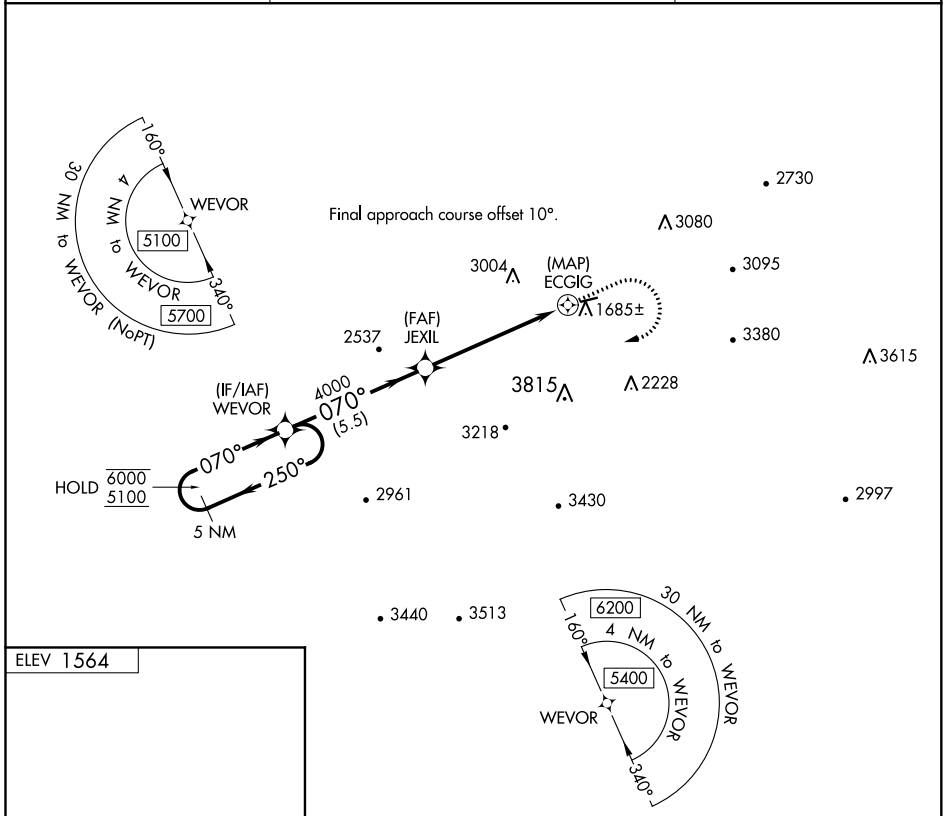 160°
30 NM to WEVOR (NoPT)
4 NM to WEVOR
WEVOR
5100
5700
340°
Final approach course offset 10°.
2730
3080
3004
(MAP)
ECGIG
3095
1685±
(FAF)
JEXIL
2537
3380
3615
(IF/IAF)
WEVOR
4000
070°
(5.5)
3815
2228
3218
070°
250°
HOLD 6000
5100
5 NM
2961
3430
2997
3440
3513
6200
30 NM to WEVOR
160°
4 NM to WEVOR
5400
WEVOR
340°
ELEV 1564